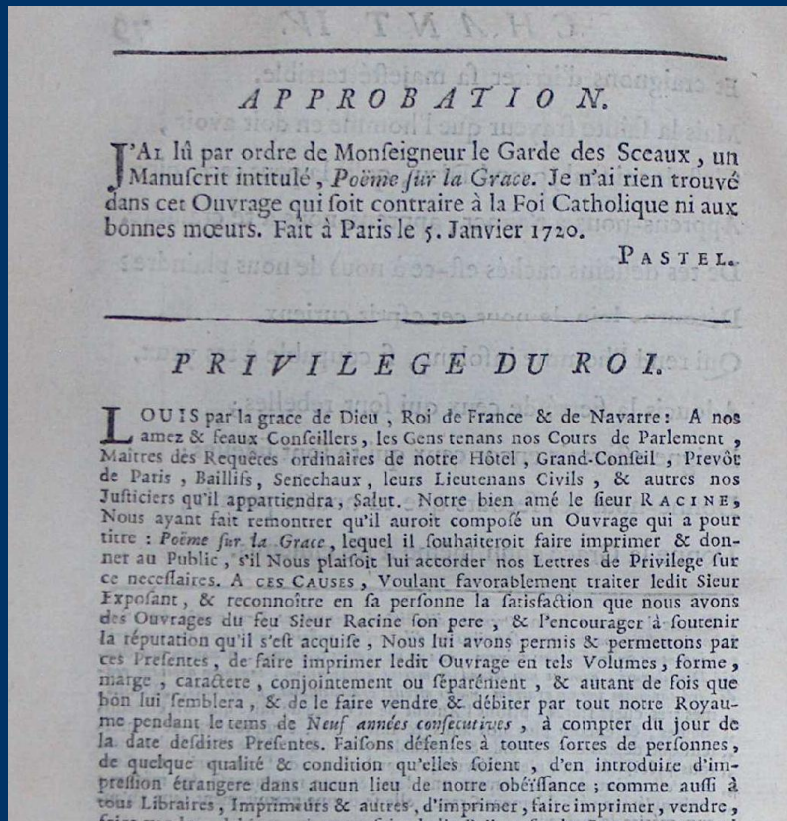 APPROBATION.
J'AI lû par ordre de Monſeigneur le Garde des Sceaux, un
Manuſcrit intitulé, Poëme ſur la Grace. Je n'ai rien trouvé
dans cet Ouvrage qui ſoit contraire à la Foi Catholique ni aux
bonnes mœurs. Fait à Paris le 5. Janvier 1720.
PASTEL.
PRIVILEGE DU ROI.
LOUIS par la grace de Dieu, Roi de France & de Navarre: A nos
amez & feaux Conſeillers, les Gens tenans nos Cours de Parlement,
Maîtres des Requêtes ordinaires de notre Hôtel, Grand-Conſeil, Prevôt
de Paris, Baillifs, Senechaux, leurs Lieutenans Civils, & autres nos
Juſticiers qu'il appartiendra, Salut. Notre bien amé le ſieur RACINE,
Nous ayant fait remontrer qu'il auroit compoſé un Ouvrage qui a pour
titre: Poëme ſur la Grace, lequel il ſouhaiteroit faire imprimer & don-
ner au Public, s'il Nous plaiſoit lui accorder nos Lettres de Privilege ſur
ce neceſſaires. A CES CAUSES, Voulant favorablement traiter ledit Sieur
Expoſant, & reconnoître en ſa perſonne la ſatisfaction que nous avons
des Ouvrages du feu Sieur Racine ſon pere, & l'encourager à ſoutenir
la réputation qu'il s'eſt acquiſe, Nous lui avons permis & permettons par
ces Preſentes, de faire imprimer ledit Ouvrage en tels Volumes, forme,
marge, caractere, conjointement ou ſéparément, & autant de fois que
bon lui ſemblera, & de le faire vendre & débiter par tout notre Royau-
me pendant le tems de Neuf années conſecutives, à compter du jour de
la date deſdites Preſentes. Faiſons défenſes à toutes ſortes de perſonnes,
de quelque qualité & condition qu'elles ſoient, d'en introduire d'im-
preſſion étrangere dans aucun lieu de notre obéïſſance; comme auſſi à
tous Libraires, Imprimeurs & autres, d'imprimer, faire imprimer, vendre,